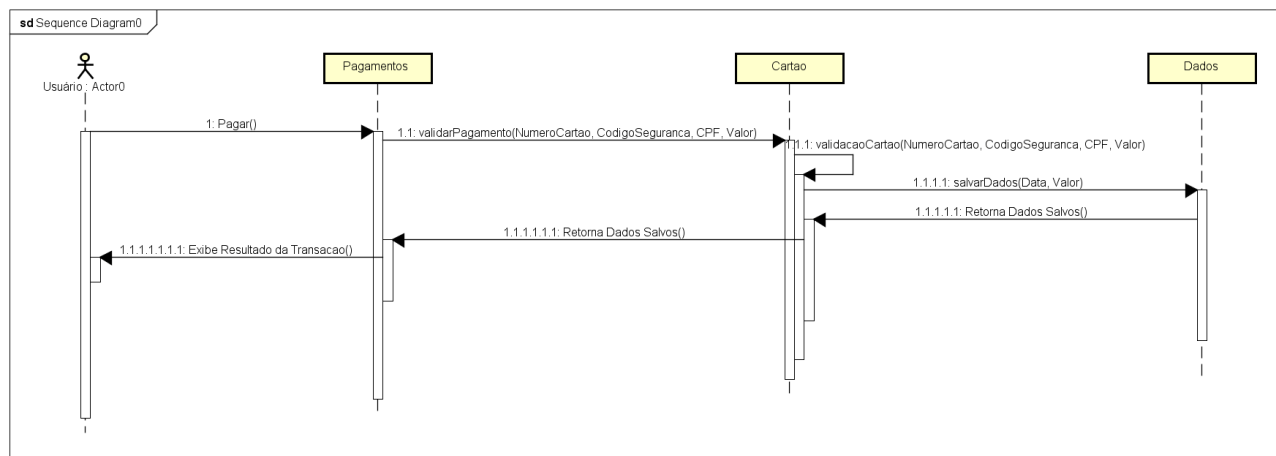 sd Sequence Diagram0
Usuário : Actor0
Pagamentos
Cartao
Dados
1: Pagar()
1.1: validarPagamento(NumeroCartao, CodigoSeguranca, CPF, Valor)
1.1.1: validacaoCartao(NumeroCartao, CodigoSeguranca, CPF, Valor)
1.1.1.1: salvarDados(Data, Valor)
1.1.1.1.1: Retorna Dados Salvos()
1.1.1.1.1.1: Retorna Dados Salvos()
1.1.1.1.1.1.1: Exibe Resultado da Transacao()